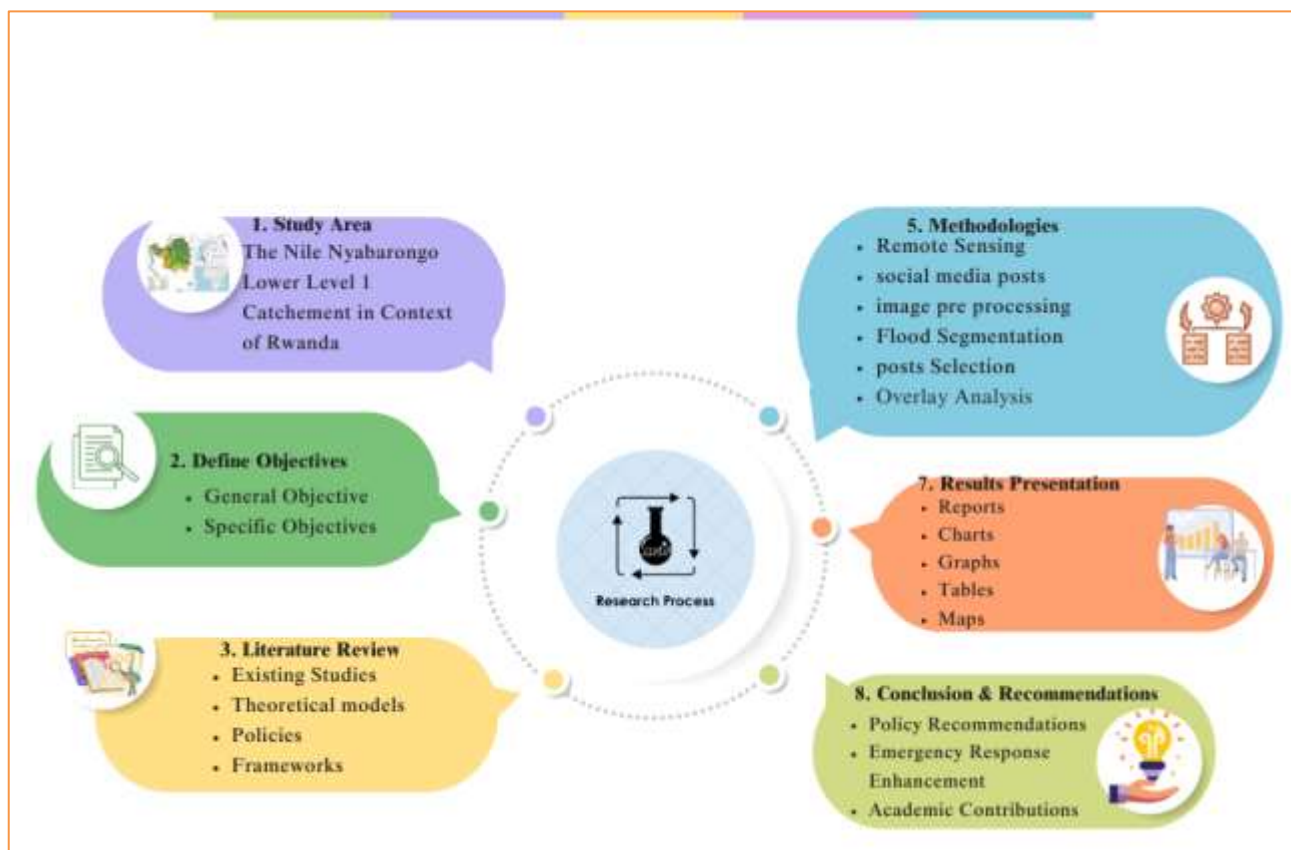 1. Study Area
The Nile Nyabarongo
Lower Level 1
Catchement in Context
of Rwanda
2. Define Objectives
• General Objective
• Specific Objectives
3. Literature Review
• Existing Studies
• Theoretical models
• Policies
• Frameworks
Research Process
5. Methodologies
• Remote Sensing
• social media posts
• image pre processing
• Flood Segmentation
• posts Selection
• Overlay Analysis
7. Results Presentation
• Reports
• Charts
• Graphs
• Tables
• Maps
8. Conclusion & Recommendations
• Policy Recommendations
• Emergency Response
Enhancement
• Academic Contributions